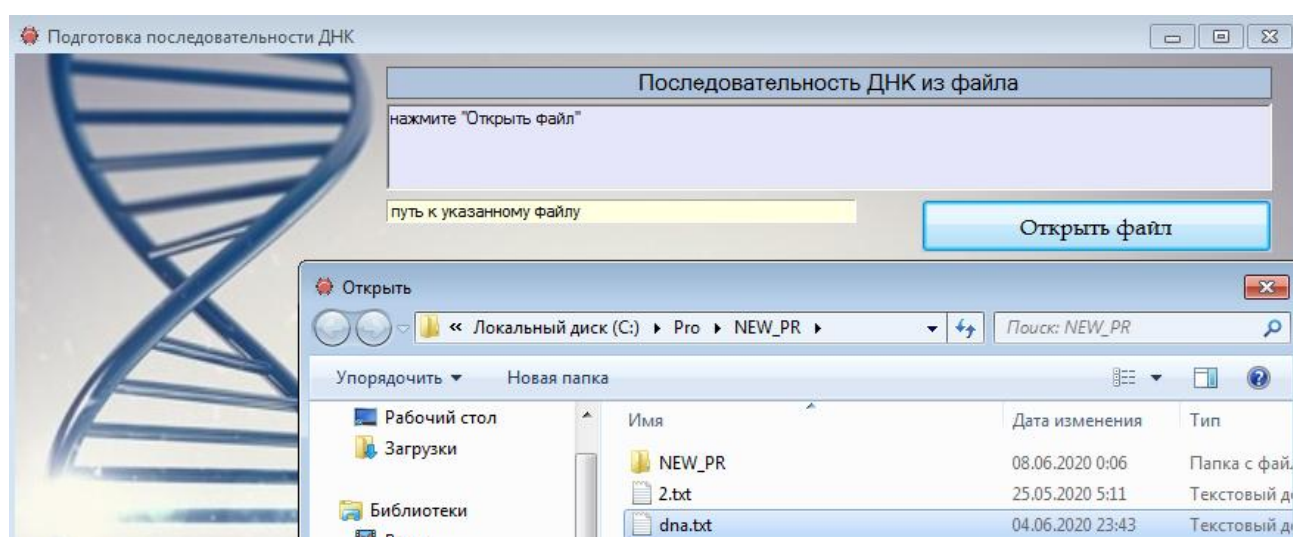 Подготовка последовательности ДНК
Последовательность ДНК из файла
нажмите "Открыть файл"
путь к указанному файлу
Открыть файл
Открыть
« Локальный диск (C:) Pro NEW_PR
Поиск: NEW_PR
Упорядочить Новая папка
Рабочий стол
Загрузки
Библиотеки
Имя Дата изменения Тип
NEW_PR 08.06.2020 0:06 Папка с фай
2.txt 25.05.2020 5:11 Текстовый д
dna.txt 04.06.2020 23:43 Текстовый д